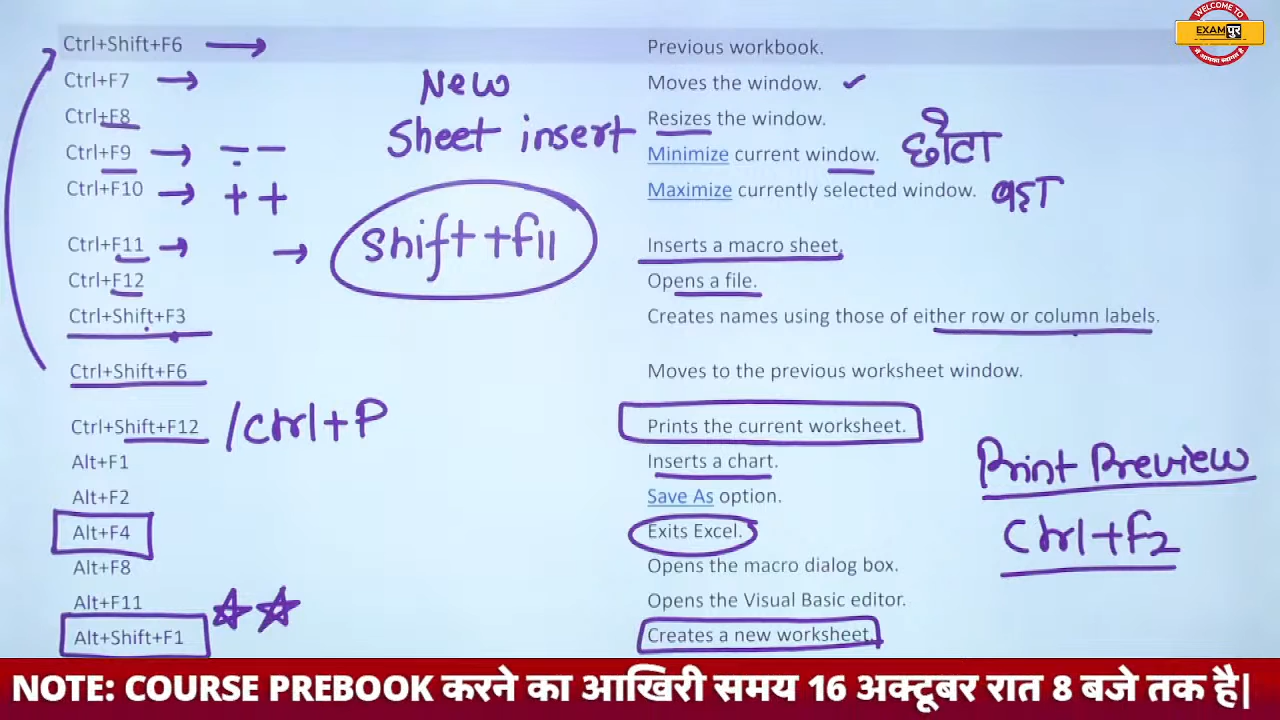 WELCOME TO
EXAMपुर
में आपका स्वागत है
Ctrl+Shift+F6 → Previous workbook.
Ctrl+F7 → Moves the window. ✓
New
Ctrl+F8 Resizes the window.
Sheet insert
Ctrl+F9 → -- Minimize current window. छोटा
Ctrl+F10 → ++ Maximize currently selected window. बड़ा
Ctrl+F11 → → Shift+F11 Inserts a macro sheet.
Ctrl+F12 Opens a file.
Ctrl+Shift+F3 Creates names using those of either row or column labels.
Ctrl+Shift+F6 Moves to the previous worksheet window.
Ctrl+Shift+F12 /Ctrl+P Prints the current worksheet.
Alt+F1 Inserts a chart. Print Preview
Alt+F2 Save As option.
Alt+F4 Exits Excel. Ctrl+F2
Alt+F8 Opens the macro dialog box.
Alt+F11 Opens the Visual Basic editor.
Alt+Shift+F1 Creates a new worksheet.
NOTE: COURSE PREBOOK करने का आखिरी समय 16 अक्टूबर रात 8 बजे तक है|